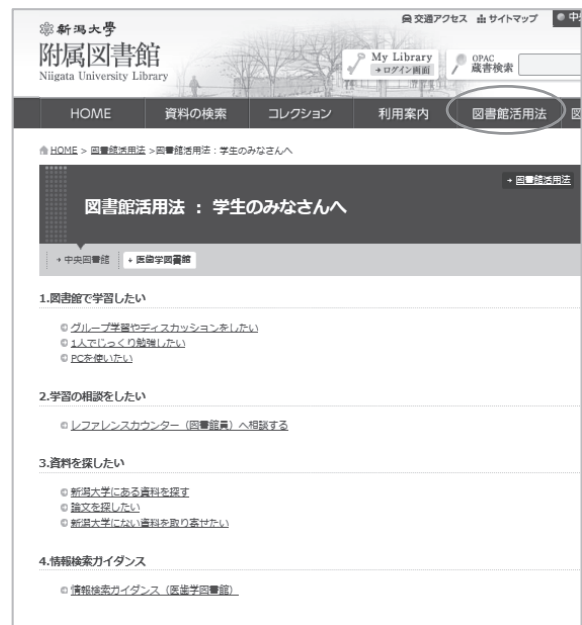 交通アクセス サイトマップ 中
新潟大學
附属図書館
Niigata University Library
My Library
+ログイン画面
OPAC
蔵書検索
HOME 資料の検索 コレクション 利用案内 図書館活用法 図
HOME > 図書館活用法 >図書館活用法:学生のみなさんへ
+ 図書館活用法
図書館活用法 : 学生のみなさんへ
+ 中央図書館 + 医歯学図書館
1.図書館で学習したい
グループ学習やディスカッションをしたい
1人でじっくり勉強したい
PCを使いたい
2.学習の相談をしたい
レファレンスカウンター(図書館員)へ相談する
3.資料を探したい
新潟大学にある資料を探す
論文を探したい
新潟大学にない資料を取り寄せたい
4.情報検索ガイダンス
情報検索ガイダンス(医歯学図書館)